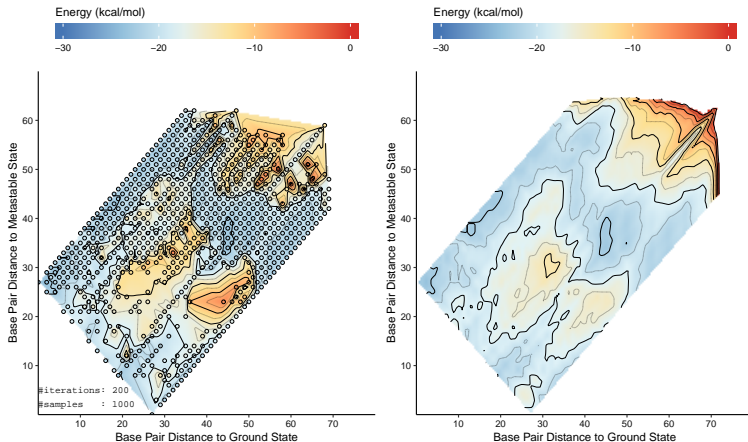 Energy (kcal/mol)
−30 −20 −10 0
Base Pair Distance to Metastable State
60
50
40
30
20
10
#iterations: 200
#samples : 1000
10 20 30 40 50 60 70
Base Pair Distance to Ground State
Energy (kcal/mol)
−30 −20 −10 0
Base Pair Distance to Metastable State
60
50
40
30
20
10
10 20 30 40 50 60 70
Base Pair Distance to Ground State